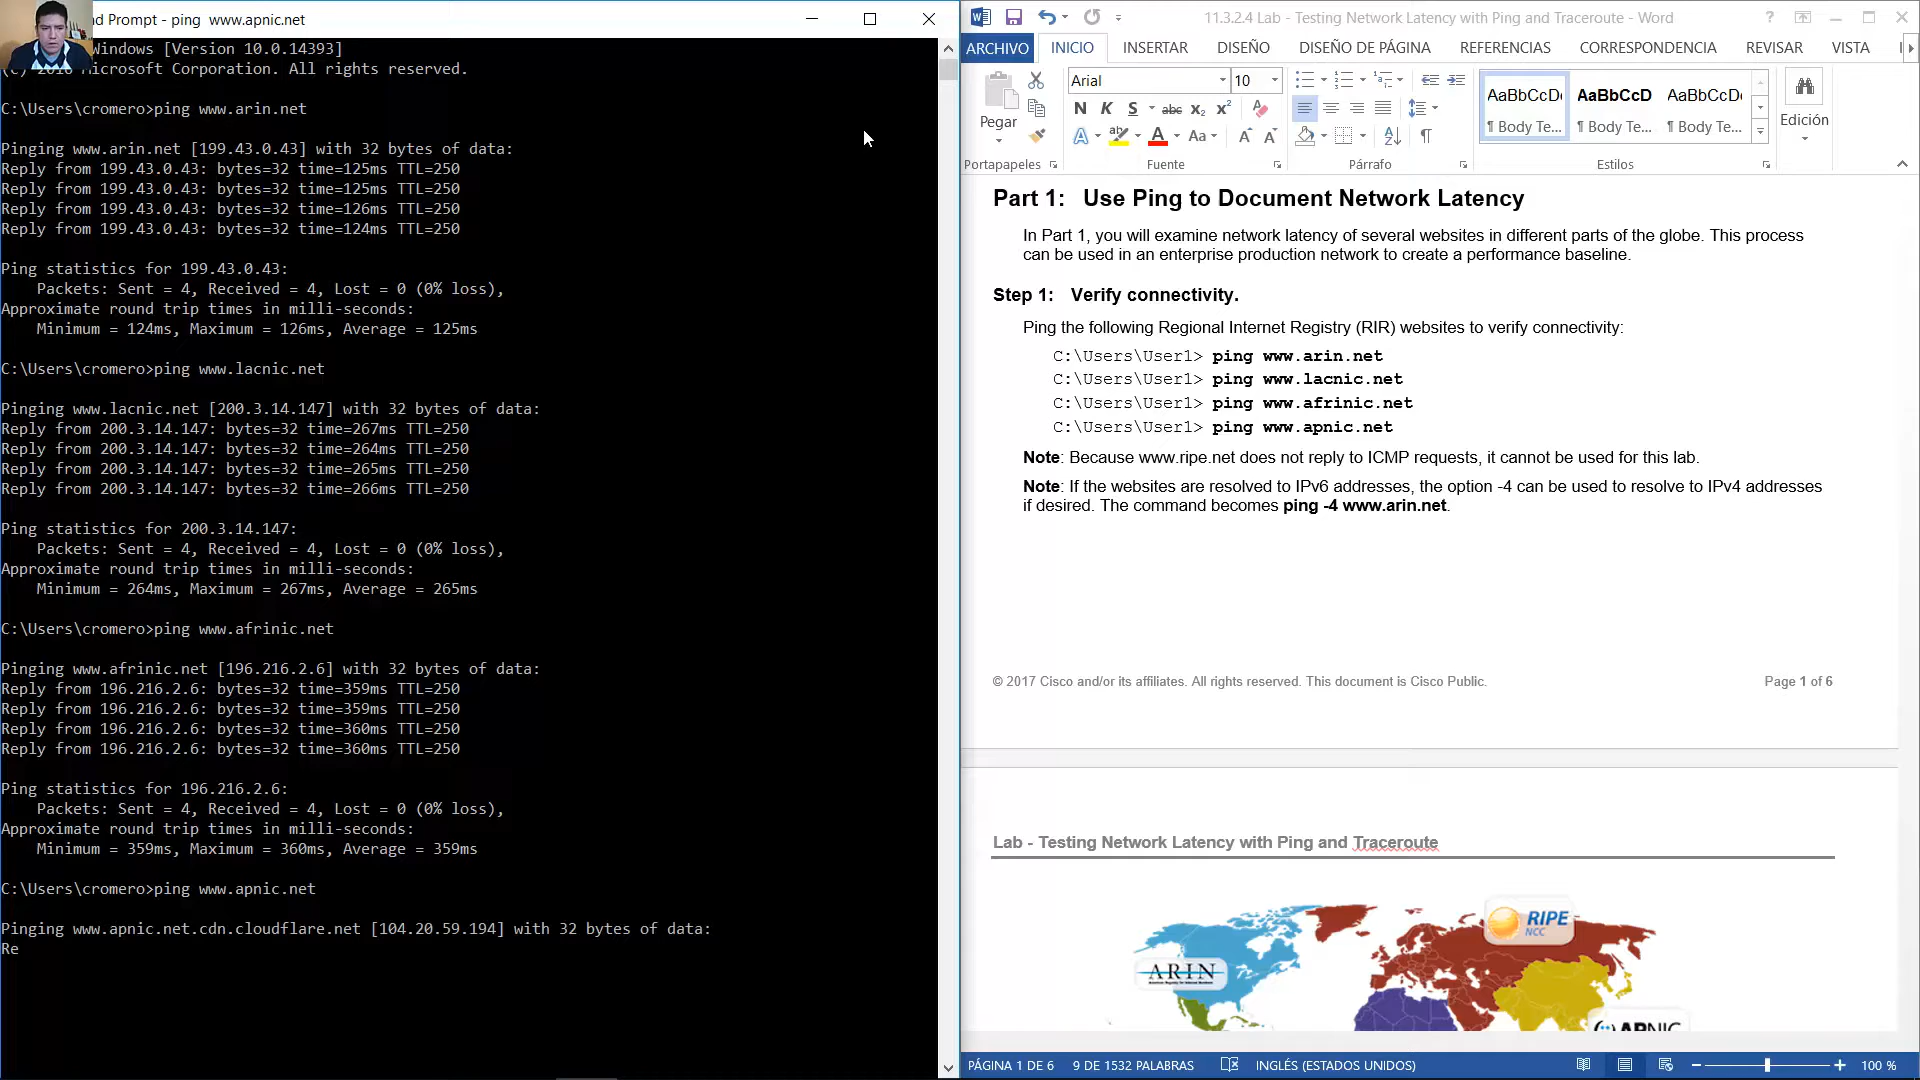 nd Prompt - ping  www.apnic.net
Windows [Version 10.0.14393]
(c) 2016 Microsoft Corporation. All rights reserved.
C:\Users\cromero>ping www.arin.net
Pinging www.arin.net [199.43.0.43] with 32 bytes of data:
Reply from 199.43.0.43: bytes=32 time=125ms TTL=250
Reply from 199.43.0.43: bytes=32 time=125ms TTL=250
Reply from 199.43.0.43: bytes=32 time=126ms TTL=250
Reply from 199.43.0.43: bytes=32 time=124ms TTL=250
Ping statistics for 199.43.0.43:
Packets: Sent = 4, Received = 4, Lost = 0 (0% loss),
Approximate round trip times in milli-seconds:
Minimum = 124ms, Maximum = 126ms, Average = 125ms
C:\Users\cromero>ping www.lacnic.net
Pinging www.lacnic.net [200.3.14.147] with 32 bytes of data:
Reply from 200.3.14.147: bytes=32 time=267ms TTL=250
Reply from 200.3.14.147: bytes=32 time=264ms TTL=250
Reply from 200.3.14.147: bytes=32 time=265ms TTL=250
Reply from 200.3.14.147: bytes=32 time=266ms TTL=250
Ping statistics for 200.3.14.147:
Packets: Sent = 4, Received = 4, Lost = 0 (0% loss),
Approximate round trip times in milli-seconds:
Minimum = 264ms, Maximum = 267ms, Average = 265ms
C:\Users\cromero>ping www.afrinic.net
Pinging www.afrinic.net [196.216.2.6] with 32 bytes of data:
Reply from 196.216.2.6: bytes=32 time=359ms TTL=250
Reply from 196.216.2.6: bytes=32 time=359ms TTL=250
Reply from 196.216.2.6: bytes=32 time=360ms TTL=250
Reply from 196.216.2.6: bytes=32 time=360ms TTL=250
Ping statistics for 196.216.2.6:
Packets: Sent = 4, Received = 4, Lost = 0 (0% loss),
Approximate round trip times in milli-seconds:
Minimum = 359ms, Maximum = 360ms, Average = 359ms
C:\Users\cromero>ping www.apnic.net
Pinging www.apnic.net.cdn.cloudflare.net [104.20.59.194] with 32 bytes of data:
Re
11.3.2.4 Lab - Testing Network Latency with Ping and Traceroute - Word
ARCHIVO INICIO INSERTAR DISEÑO DISEÑO DE PÁGINA REFERENCIAS CORRESPONDENCIA REVISAR VISTA
Arial 10
Pegar N K S abc x₂ x²
A ab A Aa A A
AaBbCcD AaBbCcD AaBbCcD
¶ Body Te... ¶ Body Te... ¶ Body Te...
Edición
Portapapeles Fuente Párrafo Estilos
Part 1: Use Ping to Document Network Latency
In Part 1, you will examine network latency of several websites in different parts of the globe. This process
can be used in an enterprise production network to create a performance baseline.
Step 1: Verify connectivity.
Ping the following Regional Internet Registry (RIR) websites to verify connectivity:
C:\Users\User1> ping www.arin.net
C:\Users\User1> ping www.lacnic.net
C:\Users\User1> ping www.afrinic.net
C:\Users\User1> ping www.apnic.net
Note: Because www.ripe.net does not reply to ICMP requests, it cannot be used for this lab.
Note: If the websites are resolved to IPv6 addresses, the option -4 can be used to resolve to IPv4 addresses
if desired. The command becomes ping -4 www.arin.net.
© 2017 Cisco and/or its affiliates. All rights reserved. This document is Cisco Public. Page 1 of 6
Lab - Testing Network Latency with Ping and Traceroute
RIPE
NCC
ARIN
APNIC
PÁGINA 1 DE 6 9 DE 1532 PALABRAS INGLÉS (ESTADOS UNIDOS) 100 %